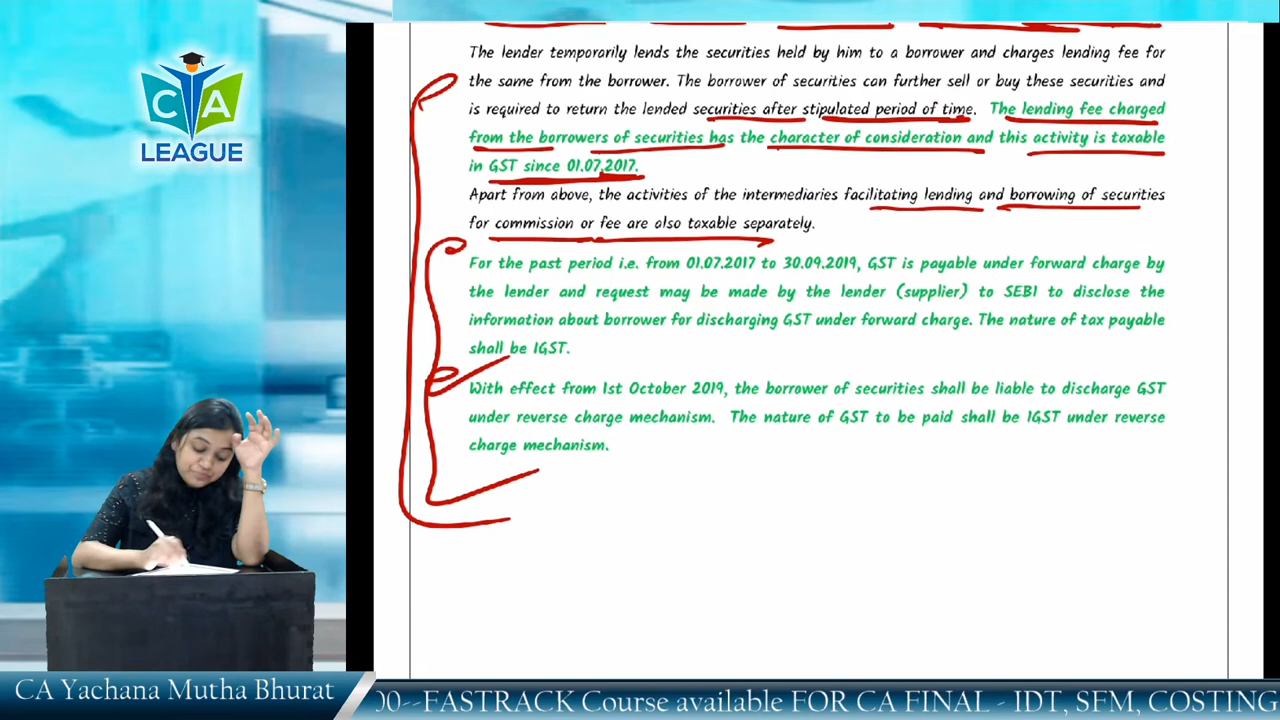 CA
LEAGUE
The lender temporarily lends the securities held by him to a borrower and charges lending fee for
the same from the borrower. The borrower of securities can further sell or buy these securities and
is required to return the lended securities after stipulated period of time. The lending fee charged
from the borrowers of securities has the character of consideration and this activity is taxable
in GST since 01.07.2017.
Apart from above, the activities of the intermediaries facilitating lending and borrowing of securities
for commission or fee are also taxable separately.
For the past period i.e. from 01.07.2017 to 30.09.2019, GST is payable under forward charge by
the lender and request may be made by the lender (supplier) to SEBI to disclose the
information about borrower for discharging GST under forward charge. The nature of tax payable
shall be IGST.
With effect from 1st October 2019, the borrower of securities shall be liable to discharge GST
under reverse charge mechanism. The nature of GST to be paid shall be IGST under reverse
charge mechanism.
CA Yachana Mutha Bhurat
00--FASTRACK Course available FOR CA FINAL - IDT, SFM, COSTING